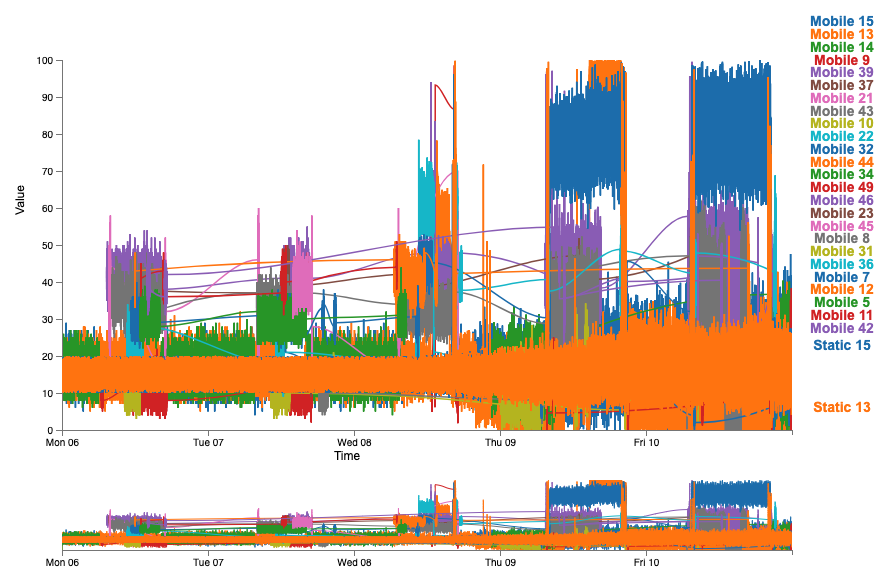 Mobile 15
Mobile 13
Mobile 14
Mobile 9
Mobile 39
Mobile 37
Mobile 21
Mobile 43
Mobile 10
Mobile 22
Mobile 32
Mobile 44
Mobile 34
Mobile 49
Mobile 46
Mobile 23
Mobile 45
Mobile 8
Mobile 31
Mobile 36
Mobile 7
Mobile 12
Mobile 5
Mobile 11
Mobile 42
Static 15
Static 13
Value
100
90
80
70
60
50
40
30
20
10
0
Mon 06 Tue 07 Wed 08 Thu 09 Fri 10
Time
Mon 06 Tue 07 Wed 08 Thu 09 Fri 10